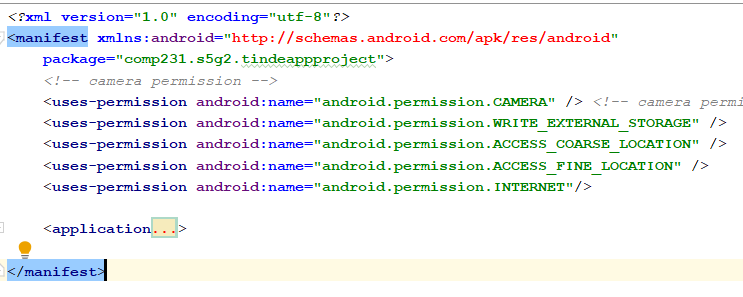 <?xml version="1.0" encoding="utf-8"?>
<manifest xmlns:android="http://schemas.android.com/apk/res/android"
package="comp231.s5g2.tindeappproject">
<!-- camera permission -->
<uses-permission android:name="android.permission.CAMERA" /> <!-- camera permi
<uses-permission android:name="android.permission.WRITE_EXTERNAL_STORAGE" />
<uses-permission android:name="android.permission.ACCESS_COARSE_LOCATION" />
<uses-permission android:name="android.permission.ACCESS_FINE_LOCATION" />
<uses-permission android:name="android.permission.INTERNET"/>
<application...>
</manifest>